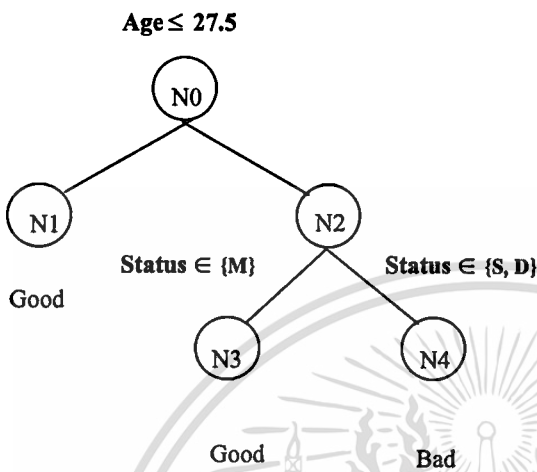 Age ≤ 27.5
N0
N1
N2
Status ∈ {M}
Status ∈ {S, D}
Good
N3
N4
Good
Bad